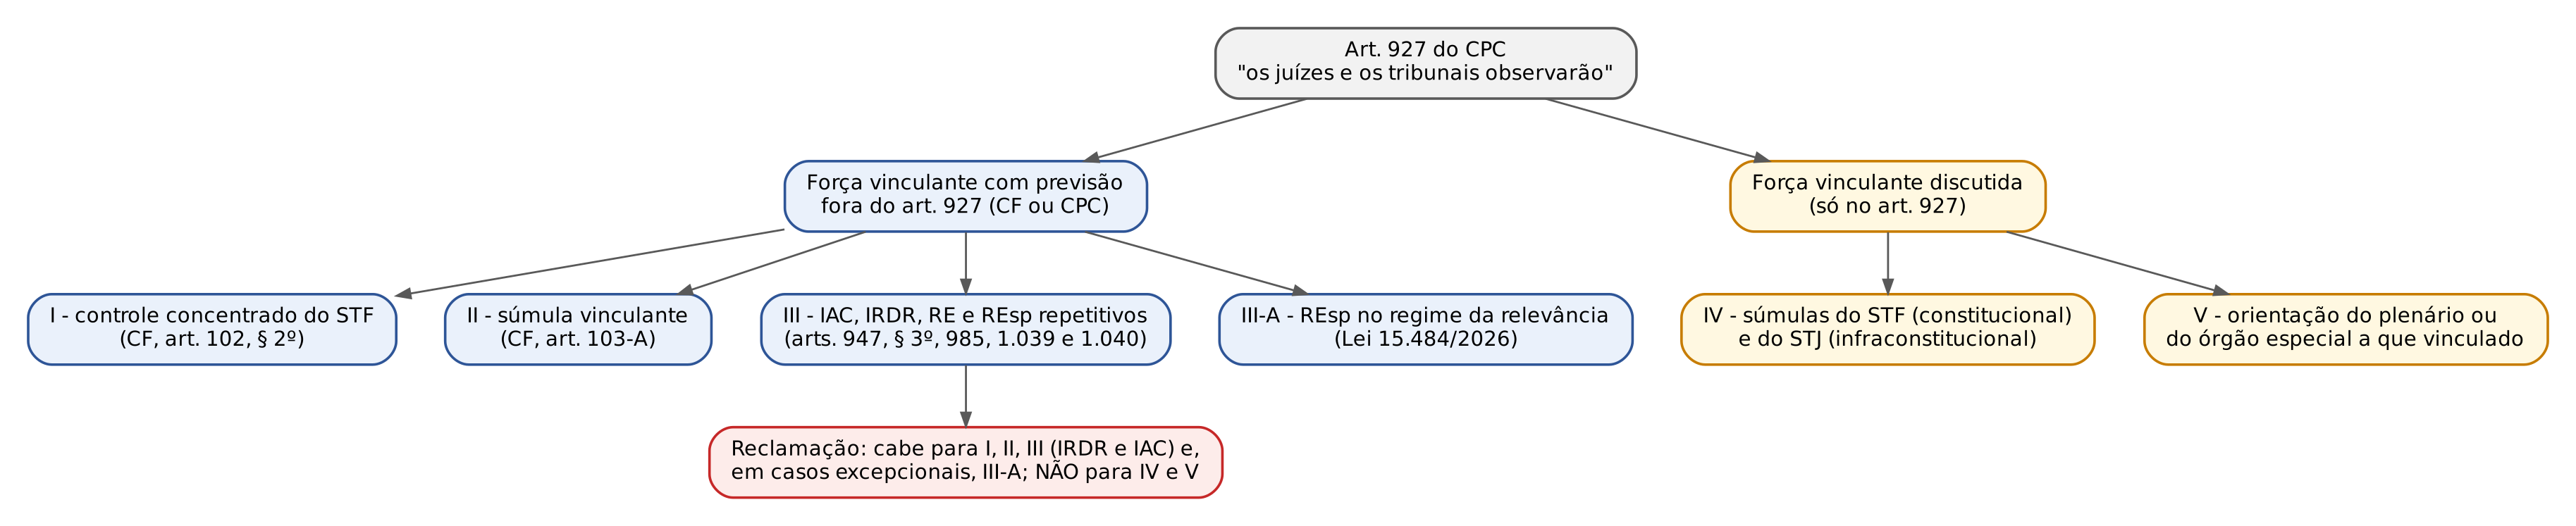 Art. 927 do CPC
"os juízes e os tribunais observarão"
Força vinculante com previsão
fora do art. 927 (CF ou CPC)
Força vinculante discutida
(só no art. 927)
I - controle concentrado do STF
(CF, art. 102, § 2º)
II - súmula vinculante
(CF, art. 103-A)
III - IAC, IRDR, RE e REsp repetitivos
(arts. 947, § 3º, 985, 1.039 e 1.040)
III-A - REsp no regime da relevância
(Lei 15.484/2026)
IV - súmulas do STF (constitucional)
e do STJ (infraconstitucional)
V - orientação do plenário ou
do órgão especial a que vinculado
Reclamação: cabe para I, II, III (IRDR e IAC) e,
em casos excepcionais, III-A; NÃO para IV e V